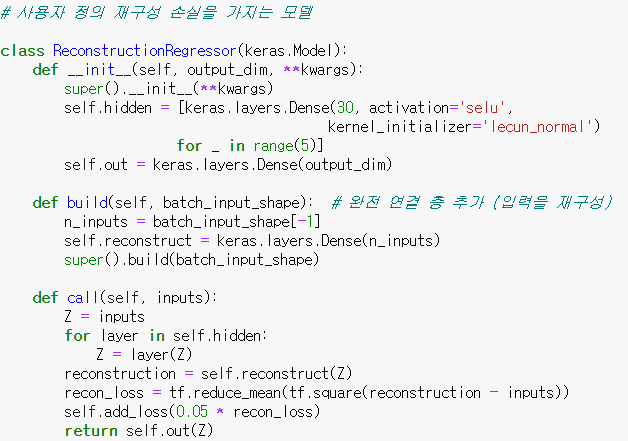 # 사용자 정의 재구성 손실을 가지는 모델
class ReconstructionRegressor(keras.Model):
    def __init__(self, output_dim, **kwargs):
        super().__init__(**kwargs)
        self.hidden = [keras.layers.Dense(30, activation='selu',
                                          kernel_initializer='lecun_normal')
                       for _ in range(5)]
        self.out = keras.layers.Dense(output_dim)
    def build(self, batch_input_shape):  # 완전 연결 층 추가 (입력을 재구성)
        n_inputs = batch_input_shape[-1]
        self.reconstruct = keras.layers.Dense(n_inputs)
        super().build(batch_input_shape)
    def call(self, inputs):
        Z = inputs
        for layer in self.hidden:
            Z = layer(Z)
        reconstruction = self.reconstruct(Z)
        recon_loss = tf.reduce_mean(tf.square(reconstruction - inputs))
        self.add_loss(0.05 * recon_loss)
        return self.out(Z)